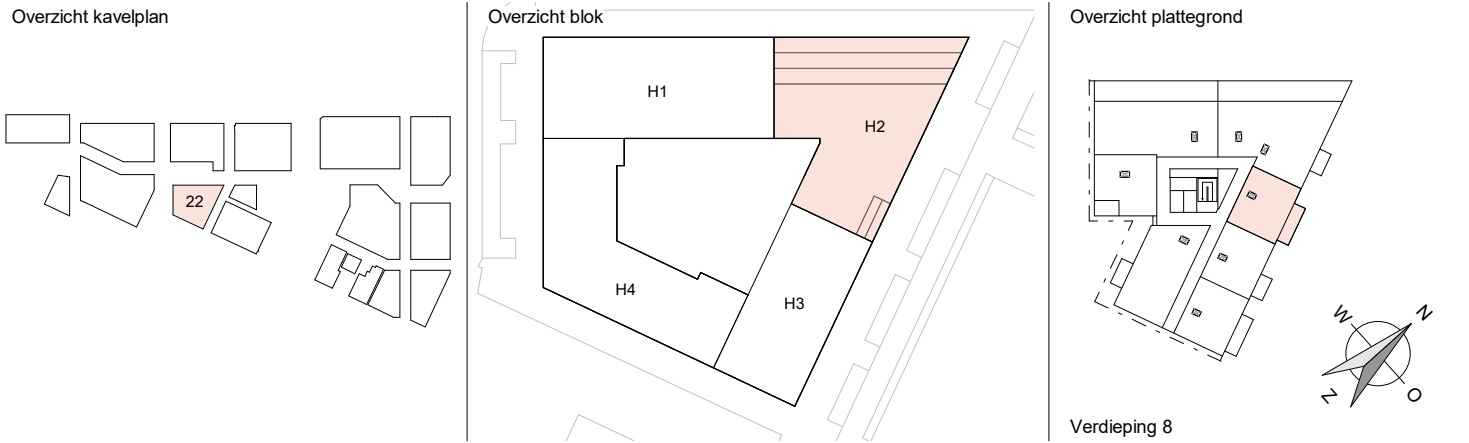 Overzicht kavelplan
22
Overzicht blok
H1
H2
H3
H4
Overzicht plattegrond
N
W
O
Z
Verdieping 8